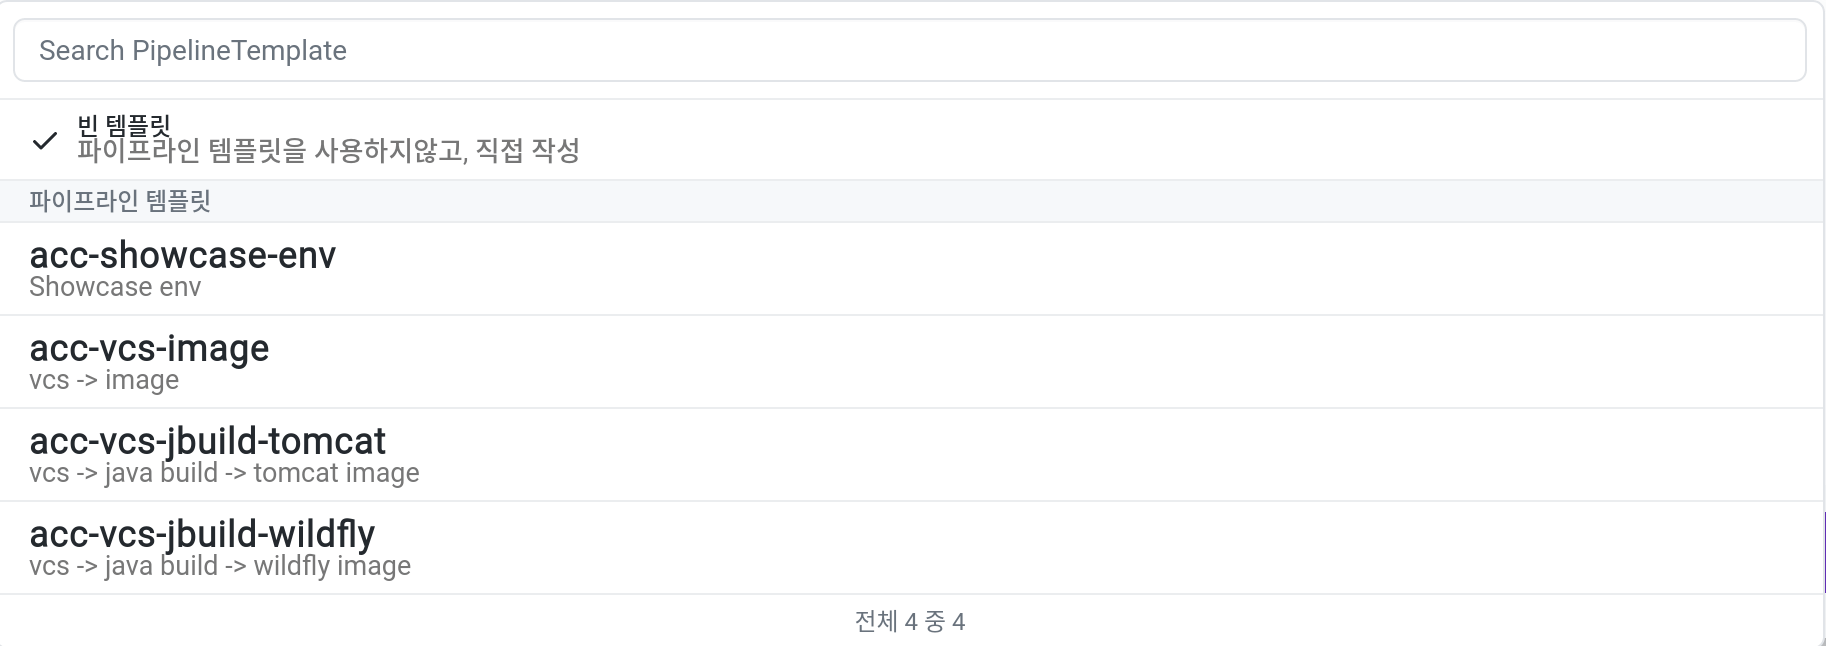 Search PipelineTemplate
빈 템플릿
파이프라인 템플릿을 사용하지않고, 직접 작성
파이프라인 템플릿
acc-showcase-env
Showcase env
acc-vcs-image
vcs -> image
acc-vcs-jbuild-tomcat
vcs -> java build -> tomcat image
acc-vcs-jbuild-wildfly
vcs -> java build -> wildfly image
전체 4 중 4